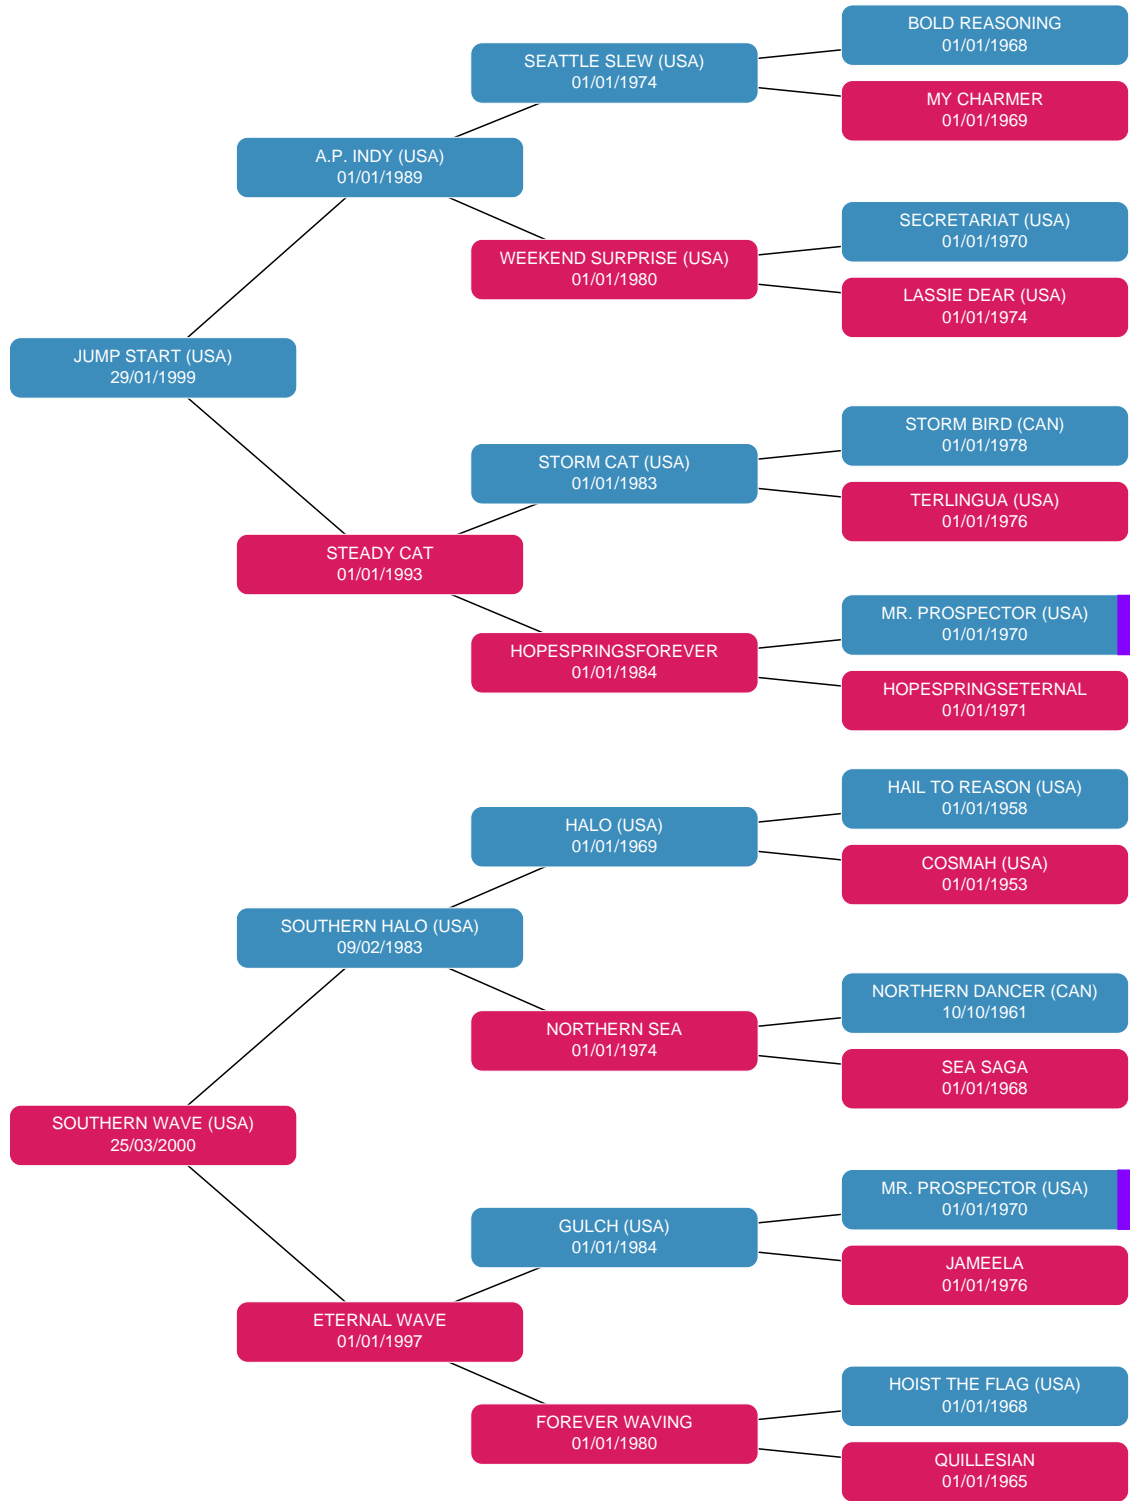 BOLD REASONING
01/01/1968
SEATTLE SLEW (USA)
01/01/1974
MY CHARMER
01/01/1969
A.P. INDY (USA)
01/01/1989
SECRETARIAT (USA)
01/01/1970
WEEKEND SURPRISE (USA)
01/01/1980
LASSIE DEAR (USA)
01/01/1974
JUMP START (USA)
29/01/1999
STORM BIRD (CAN)
01/01/1978
STORM CAT (USA)
01/01/1983
TERLINGUA (USA)
01/01/1976
STEADY CAT
01/01/1993
MR. PROSPECTOR (USA)
01/01/1970
HOPESPRINGSFOREVER
01/01/1984
HOPESPRINGSETERNAL
01/01/1971
HAIL TO REASON (USA)
01/01/1958
HALO (USA)
01/01/1969
COSMAH (USA)
01/01/1953
SOUTHERN HALO (USA)
09/02/1983
NORTHERN DANCER (CAN)
10/10/1961
NORTHERN SEA
01/01/1974
SEA SAGA
01/01/1968
SOUTHERN WAVE (USA)
25/03/2000
MR. PROSPECTOR (USA)
01/01/1970
GULCH (USA)
01/01/1984
JAMEELA
01/01/1976
ETERNAL WAVE
01/01/1997
HOIST THE FLAG (USA)
01/01/1968
FOREVER WAVING
01/01/1980
QUILLESIAN
01/01/1965